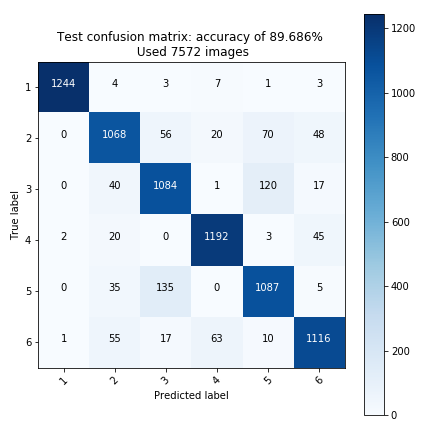 Test confusion matrix: accuracy of 89.686%
Used 7572 images
True label
1 1244 4 3 7 1 3
2 0 1068 56 20 70 48
3 0 40 1084 1 120 17
4 2 20 0 1192 3 45
5 0 35 135 0 1087 5
6 1 55 17 63 10 1116
1 2 3 4 5 6
Predicted label
1200
1000
800
600
400
200
0